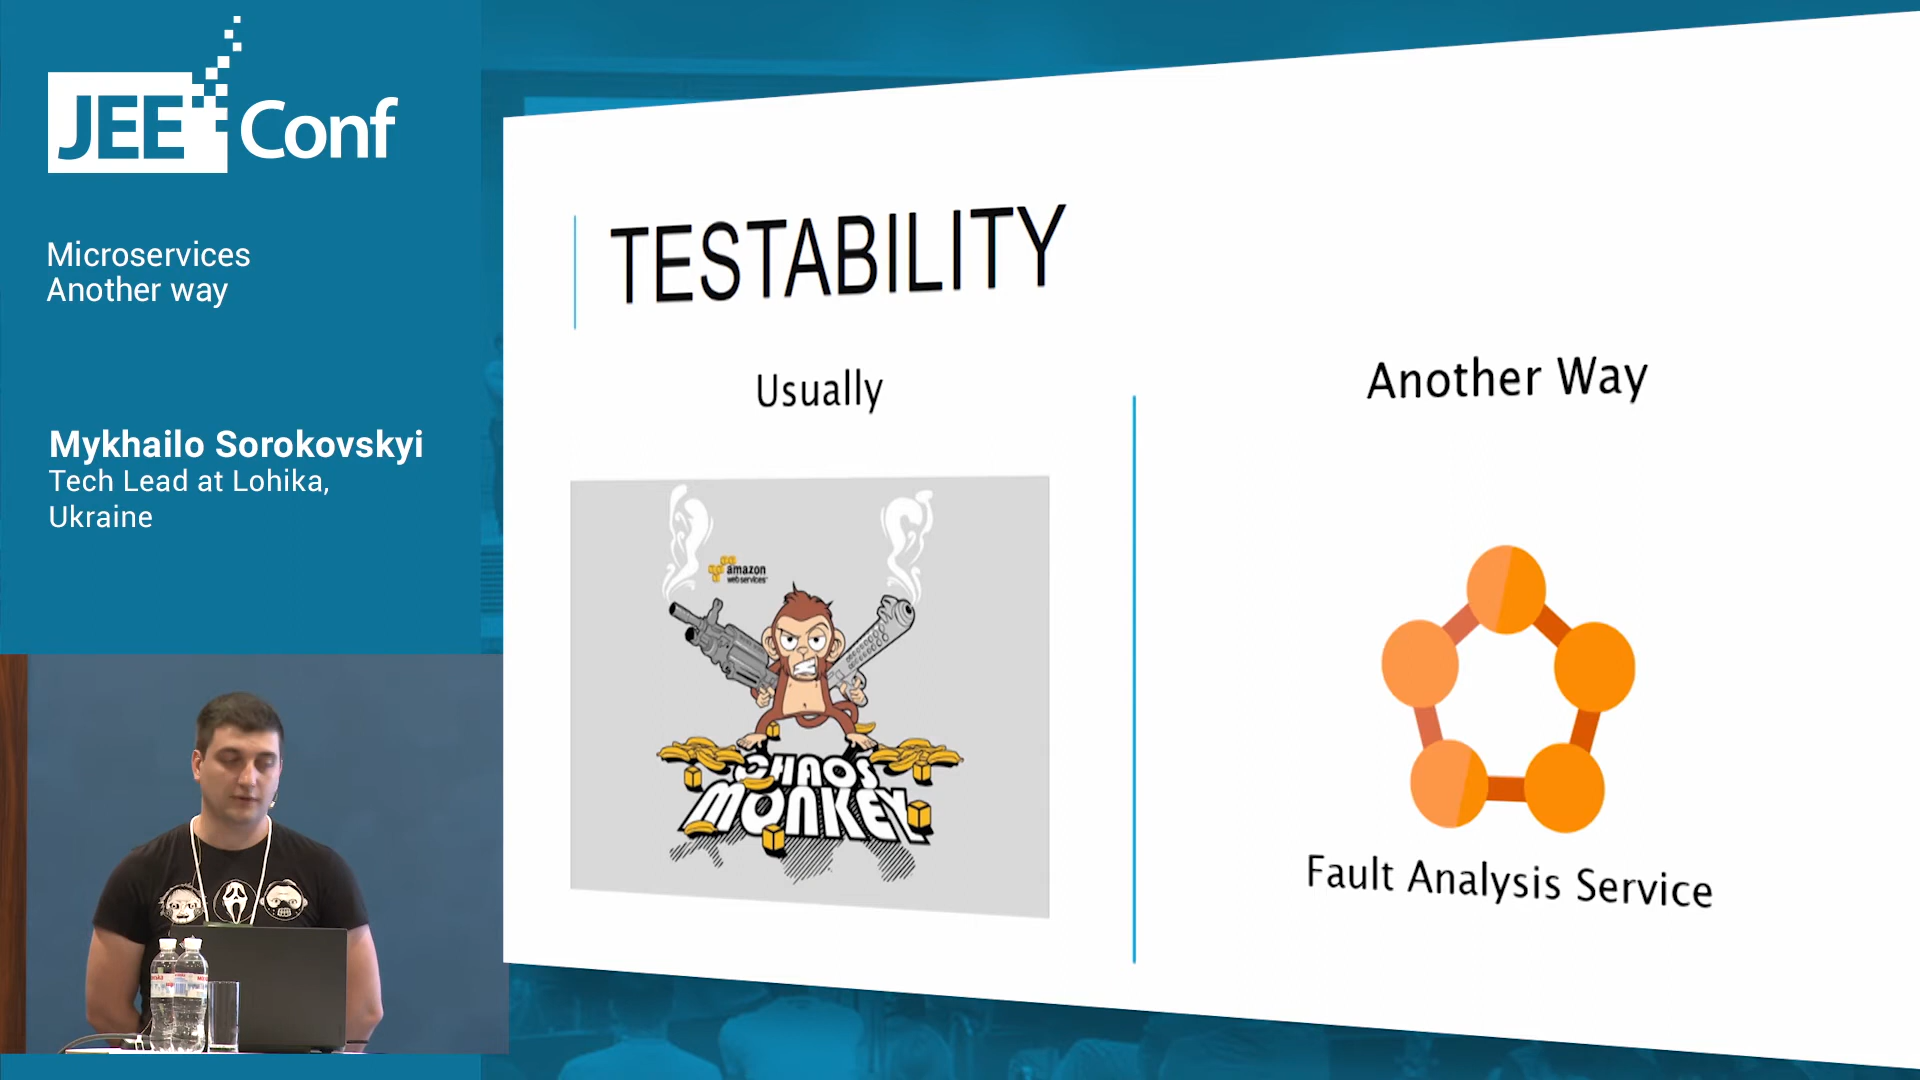 JEE Conf
Microservices
Another way
Mykhailo Sorokovskyi
Tech Lead at Lohika,
Ukraine
TESTABILITY
Usually
Another Way
amazon
web services
CHAOS
MONKEY
Fault Analysis Service